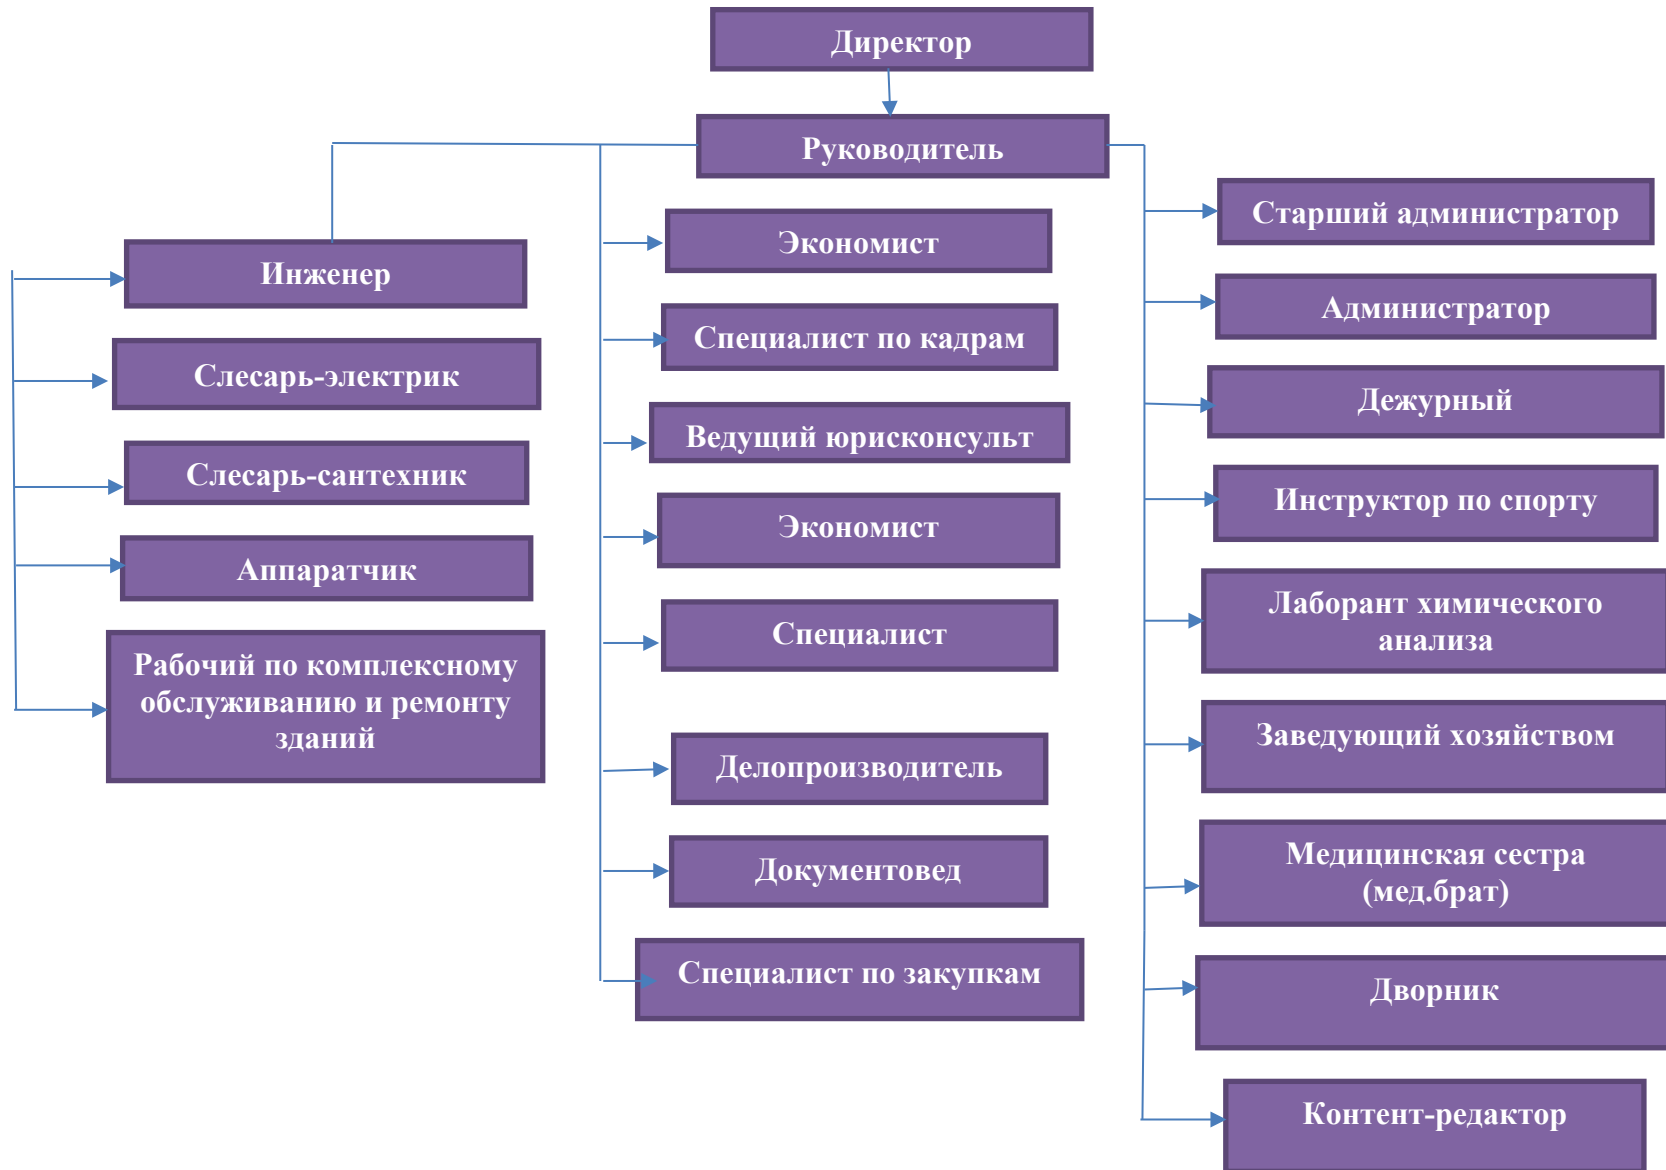 Директор
Руководитель
Инженер
Слесарь-электрик
Слесарь-сантехник
Аппаратчик
Рабочий по комплексному
обслуживанию и ремонту
зданий
Экономист
Специалист по кадрам
Ведущий юрисконсульт
Экономист
Специалист
Делопроизводитель
Документовед
Специалист по закупкам
Старший администратор
Администратор
Дежурный
Инструктор по спорту
Лаборант химического
анализа
Заведующий хозяйством
Медицинская сестра
(мед.брат)
Дворник
Контент-редактор